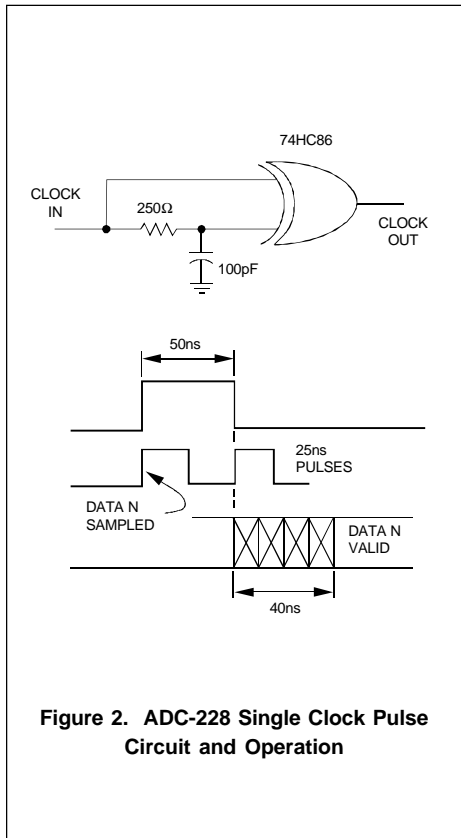 74HC86
CLOCK
IN
250Ω
CLOCK
OUT
100pF
50ns
25ns
PULSES
DATA N
SAMPLED
DATA N
VALID
40ns
Figure 2. ADC-228 Single Clock Pulse
Circuit and Operation